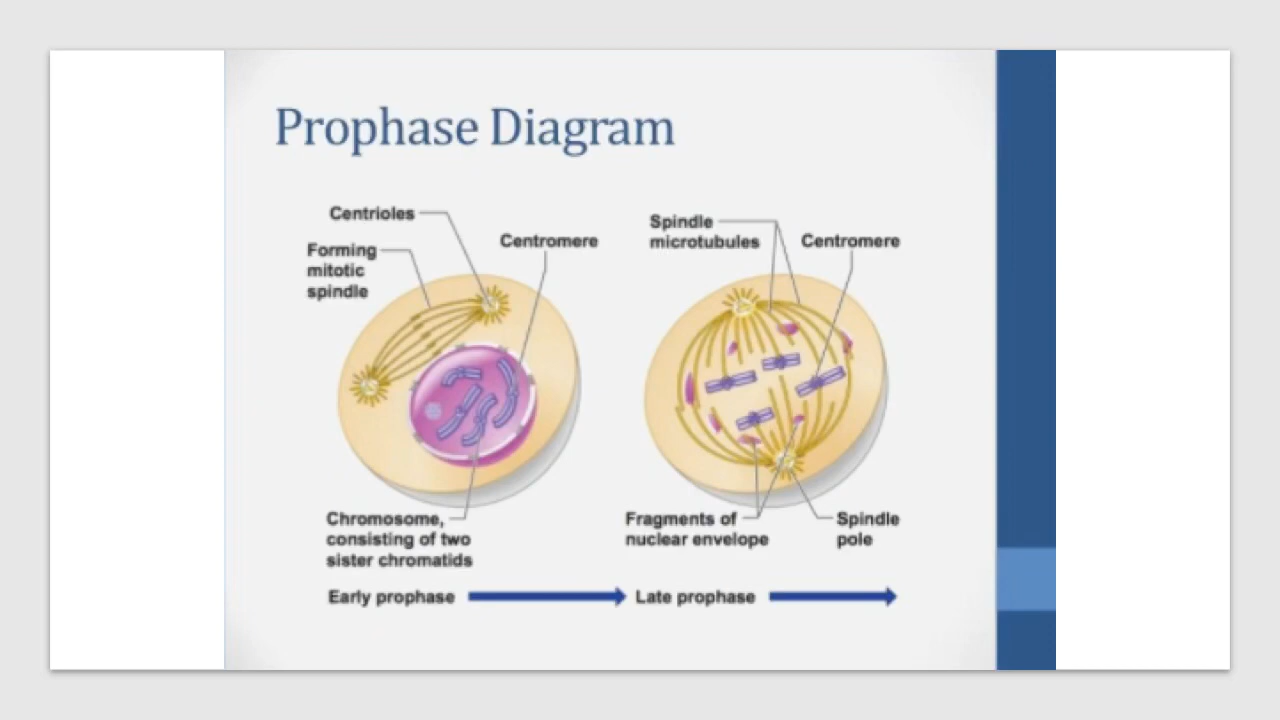 Prophase Diagram
Centrioles
Forming
mitotic
spindle
Centromere
Spindle
microtubules
Centromere
Chromosome,
consisting of two
sister chromatids
Fragments of
nuclear envelope
Spindle
pole
Early prophase
Late prophase